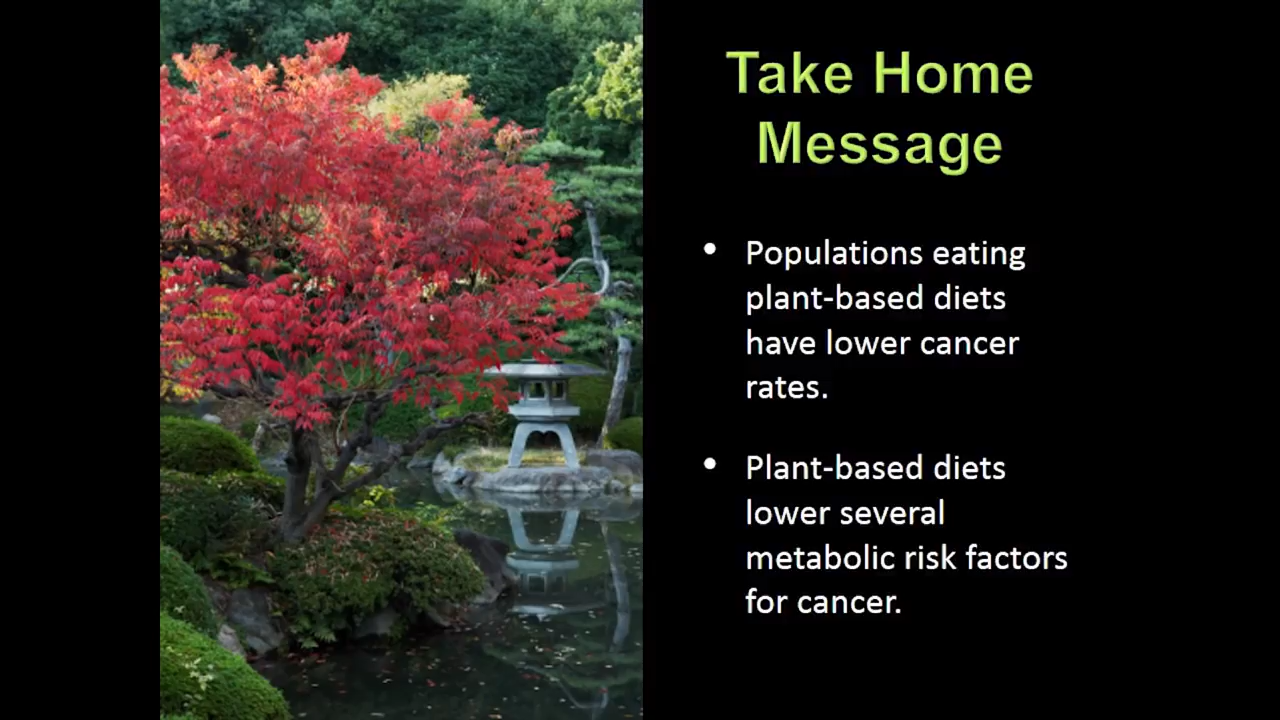 Take Home
Message
• Populations eating
plant-based diets
have lower cancer
rates.
• Plant-based diets
lower several
metabolic risk factors
for cancer.